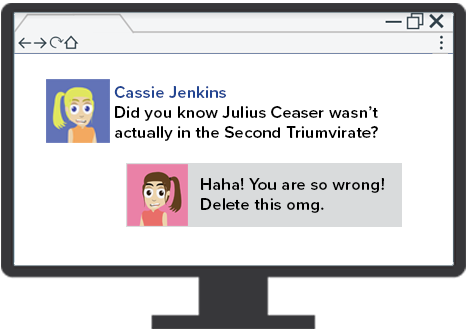 Cassie Jenkins
Did you know Julius Ceaser wasn't
actually in the Second Triumvirate?
Haha! You are so wrong!
Delete this omg.